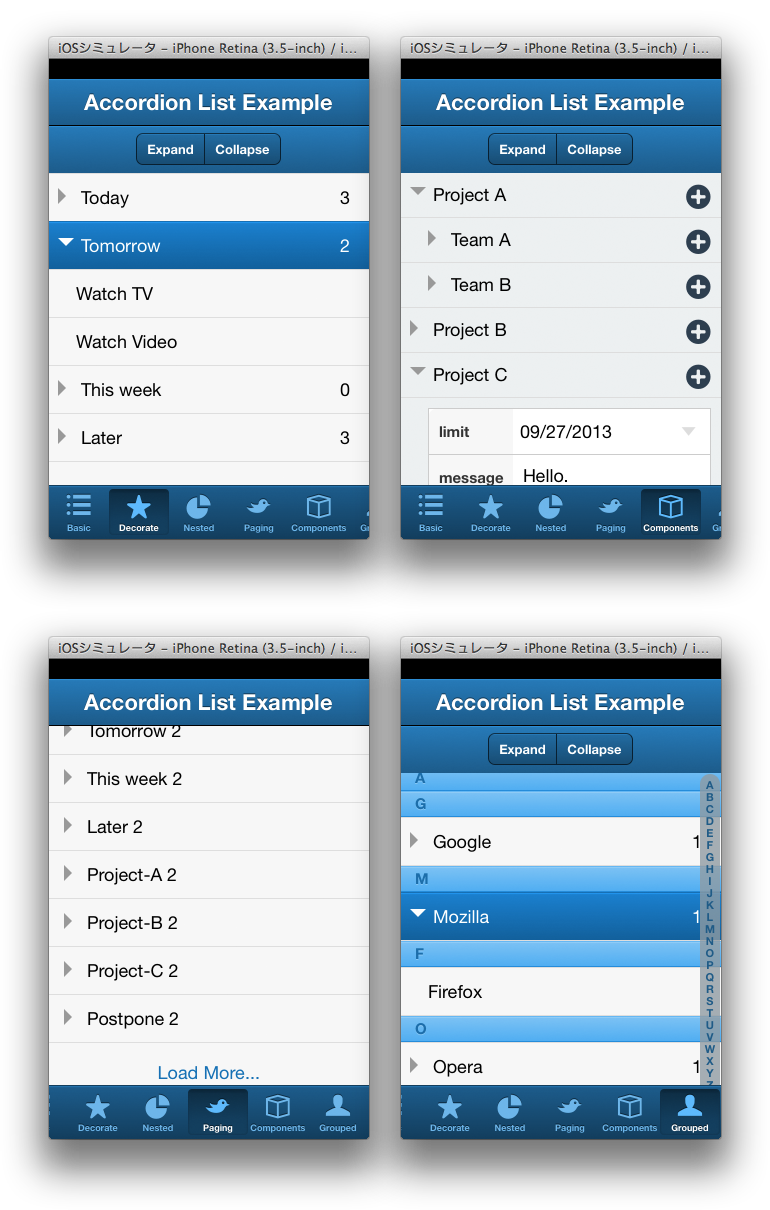 iOSシミュレータ – iPhone Retina (3.5-inch) / i...
Accordion List Example
Expand Collapse
Today 3
Tomorrow 2
Watch TV
Watch Video
This week 0
Later 3
Basic Decorate Nested Paging Components Gr
iOSシミュレータ – iPhone Retina (3.5-inch) / i...
Accordion List Example
Expand Collapse
Project A
Team A
Team B
Project B
Project C
limit 09/27/2013
message Hello.
Basic Decorate Nested Paging Components Gr
iOSシミュレータ – iPhone Retina (3.5-inch) / i...
Accordion List Example
Tomorrow 2
This week 2
Later 2
Project-A 2
Project-B 2
Project-C 2
Postpone 2
Load More...
Decorate Nested Paging Components Grouped
iOSシミュレータ – iPhone Retina (3.5-inch) / i...
Accordion List Example
Expand Collapse
A
G
Google 1
M
Mozilla 1
F
Firefox
O
Opera 1
A
B
C
D
E
F
G
H
I
J
K
L
M
N
O
P
Q
R
S
T
U
V
W
X
Y
Z
Decorate Nested Paging Components Grouped